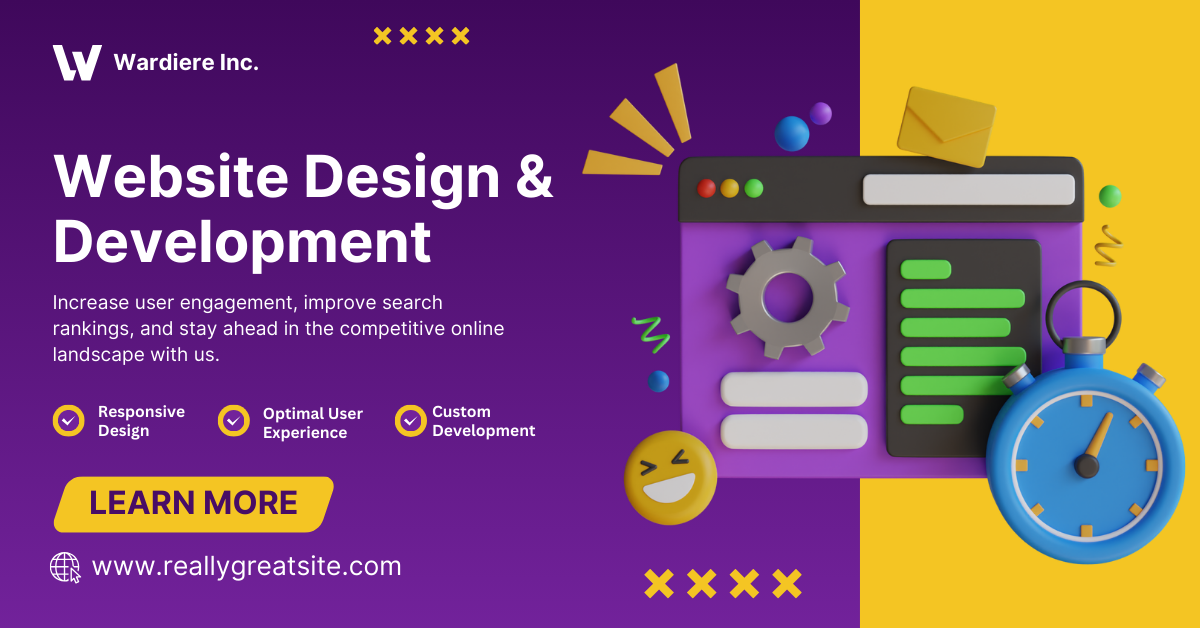 Wardiere Inc.
Website Design &
Development
Increase user engagement, improve search
rankings, and stay ahead in the competitive online
landscape with us.
Responsive
Design
Optimal User
Experience
Custom
Development
LEARN MORE
www.reallygreatsite.com